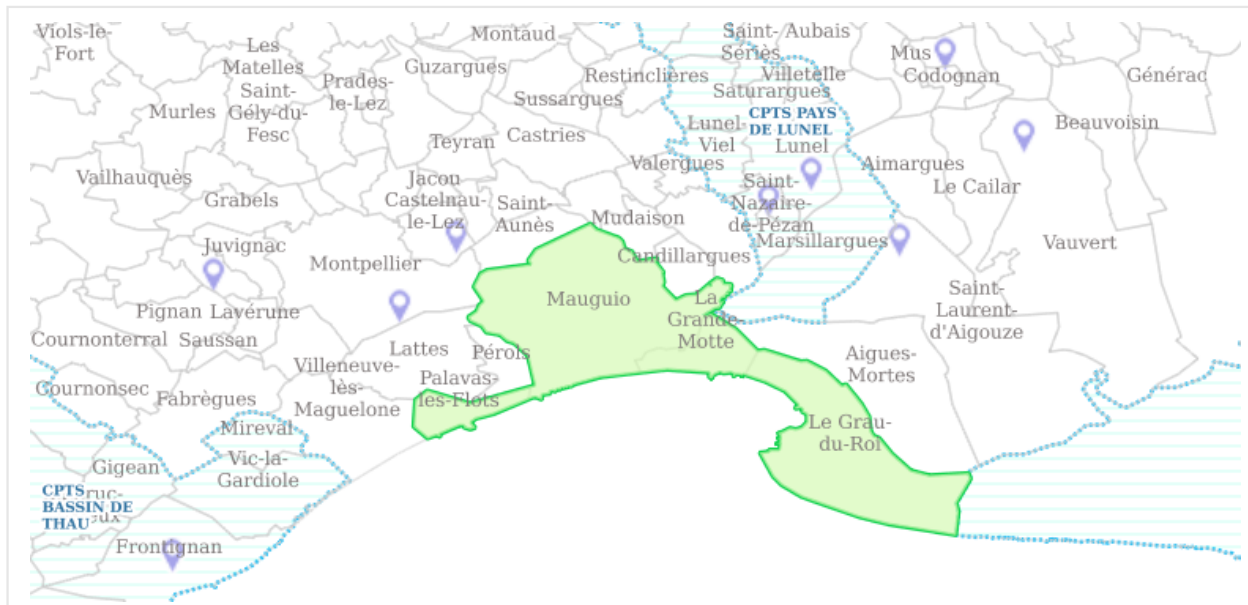 Viols-le-
Fort
Les
Matelles
Saint-
Gély-du-
Fesc
Prades-
le-Lez
Montaud
Guzargues
Restinclières
Sussargues
Castries
Murles
Teyran
Valergues
Vailhauquès
Grabels
Jacou
Castelnau-
le-Lez
Saint-
Aunès
Mudaison
Candillargues
Saint-
Sériès
Aubais
Villetelle
Saturargues
CPTS PAYS
DE LUNEL
Lunel-
Viel
Lunel
Saint-
Nazaire-
de-Pézan
Marsillargues
Mus
Codognan
Générac
Beauvoisin
Aimargues
Le Cailar
Vauvert
Saint-
Laurent-
d'Aigouze
Juvignac
Montpellier
Mauguio
La
Grande-
Motte
Pignan
Lavérune
Cournonterral
Saussan
Lattes
Pérols
Villeneuve-
lès-
Maguelone
Palavas-
les-Flots
Aigues-
Mortes
Le Grau-
du-Roi
Cournonsec
Fabrègues
Mireval
Gigean
Vic-la-
Gardiole
CPTS
BASSIN DE
THAU
Frontignan